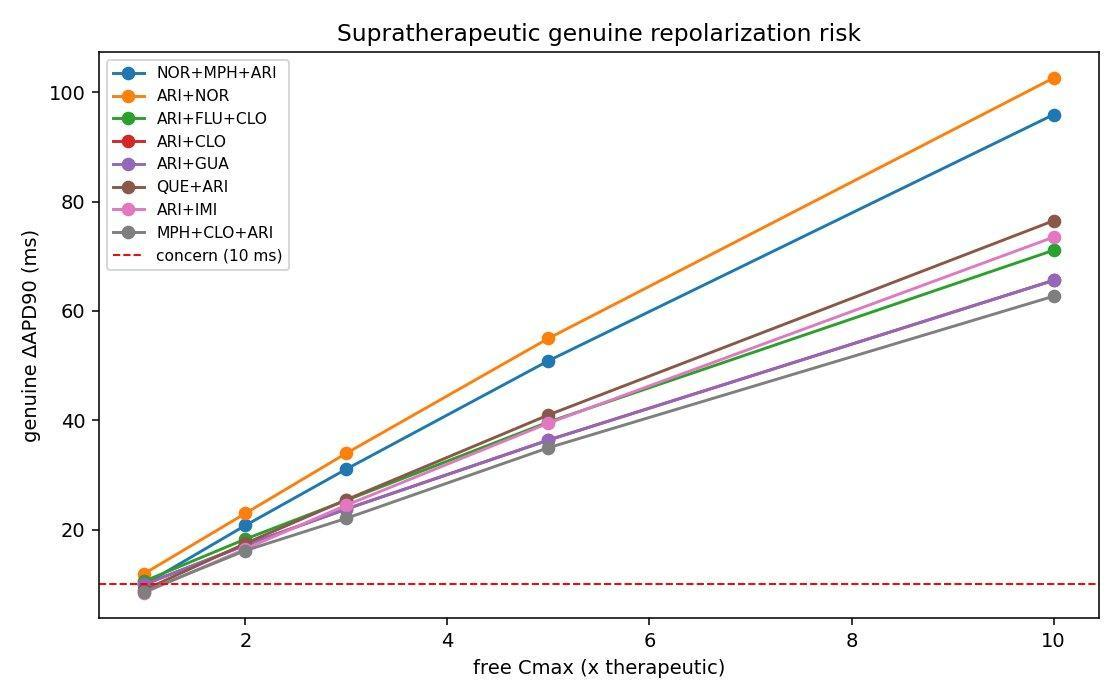 Supratherapeutic genuine repolarization risk
NOR+MPH+ARI
ARI+NOR
ARI+FLU+CLO
ARI+CLO
ARI+GUA
QUE+ARI
ARI+IMI
MPH+CLO+ARI
concern (10 ms)
genuine ΔAPD90 (ms)
100
80
60
40
20
2
4
6
8
10
free Cmax (x therapeutic)